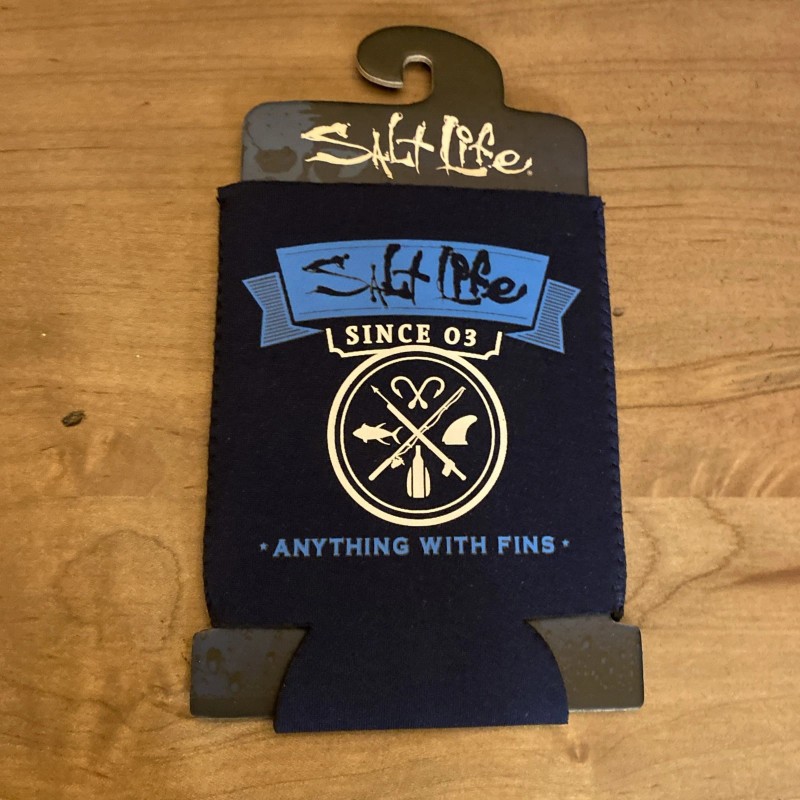 Salt Life®
Salt Life
SINCE 03
ANYTHING WITH FINS